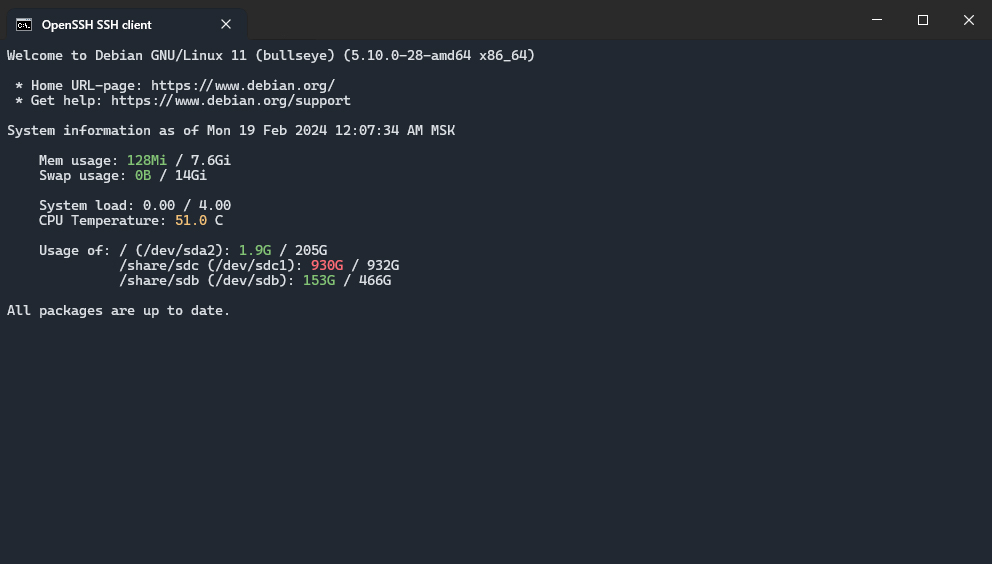 OpenSSH SSH client
Welcome to Debian GNU/Linux 11 (bullseye) (5.10.0-28-amd64 x86_64)
* Home URL-page: https://www.debian.org/
* Get help: https://www.debian.org/support
System information as of Mon 19 Feb 2024 12:07:34 AM MSK
Mem usage: 128Mi / 7.6Gi
Swap usage: 0B / 14Gi
System load: 0.00 / 4.00
CPU Temperature: 51.0 C
Usage of: / (/dev/sda2): 1.9G / 205G
/share/sdc (/dev/sdc1): 930G / 932G
/share/sdb (/dev/sdb): 153G / 466G
All packages are up to date.